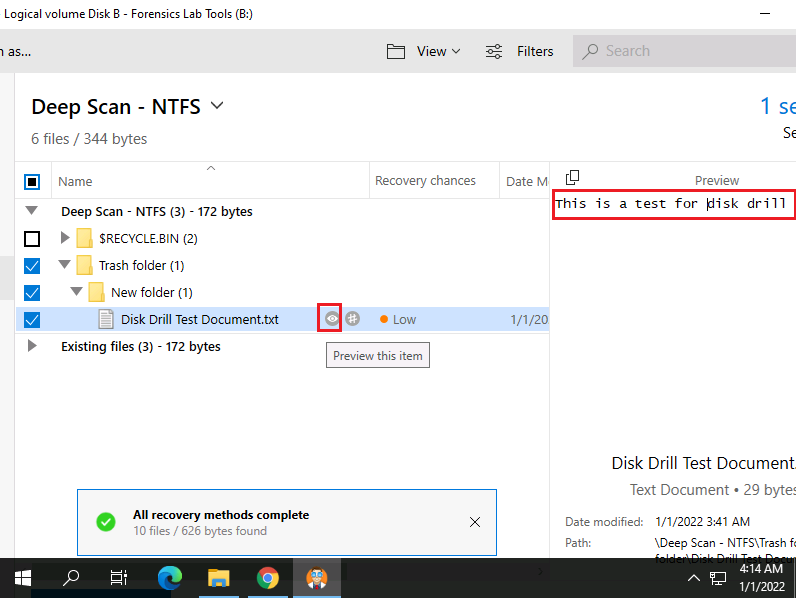 Logical volume Disk B - Forensics Lab Tools (B:)
as...
View
Filters
Search
Deep Scan - NTFS
6 files / 344 bytes
1 se
Se
Name
Recovery chances
Date M
Preview
This is a test for disk drill
Deep Scan - NTFS (3) - 172 bytes
$RECYCLE.BIN (2)
Trash folder (1)
New folder (1)
Disk Drill Test Document.txt
Low
1/1/20
Existing files (3) - 172 bytes
Preview this item
Disk Drill Test Document.
Text Document • 29 bytes
All recovery methods complete
10 files / 626 bytes found
Date modified: 1/1/2022 3:41 AM
Path: \Deep Scan - NTFS\Trash fo
folder\Disk Drill Test Docum
4:14 AM
1/1/2022